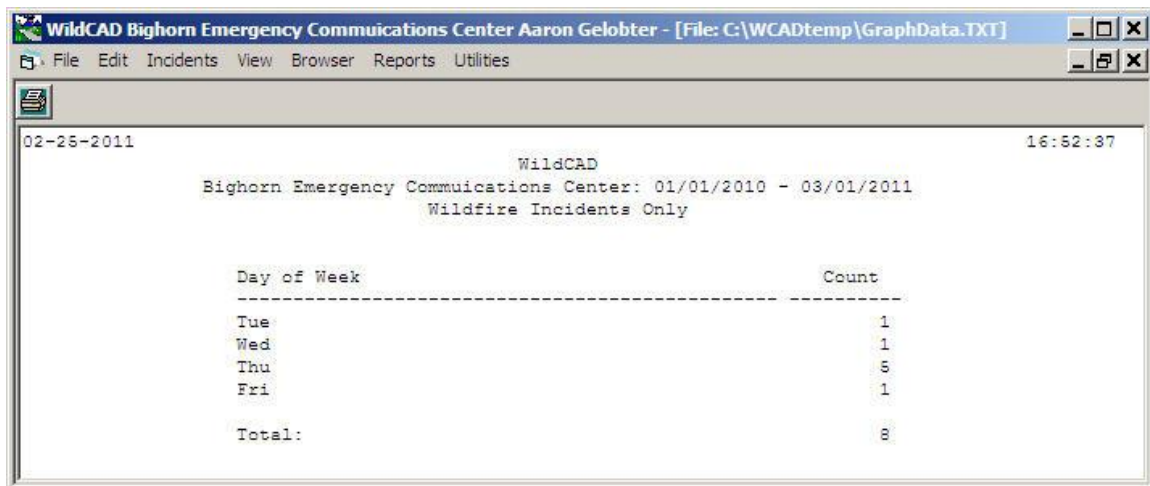 WildCAD Bighorn Emergency Commuications Center Aaron Gelobter - [File: C:\WCADtemp\GraphData.TXT]
File Edit Incidents View Browser Reports Utilities
02-25-2011 16:52:37
WildCAD
Bighorn Emergency Commuications Center: 01/01/2010 - 03/01/2011
Wildfire Incidents Only
Day of Week Count
------------------------------------------------ ----------
Tue 1
Wed 1
Thu 5
Fri 1
Total: 8